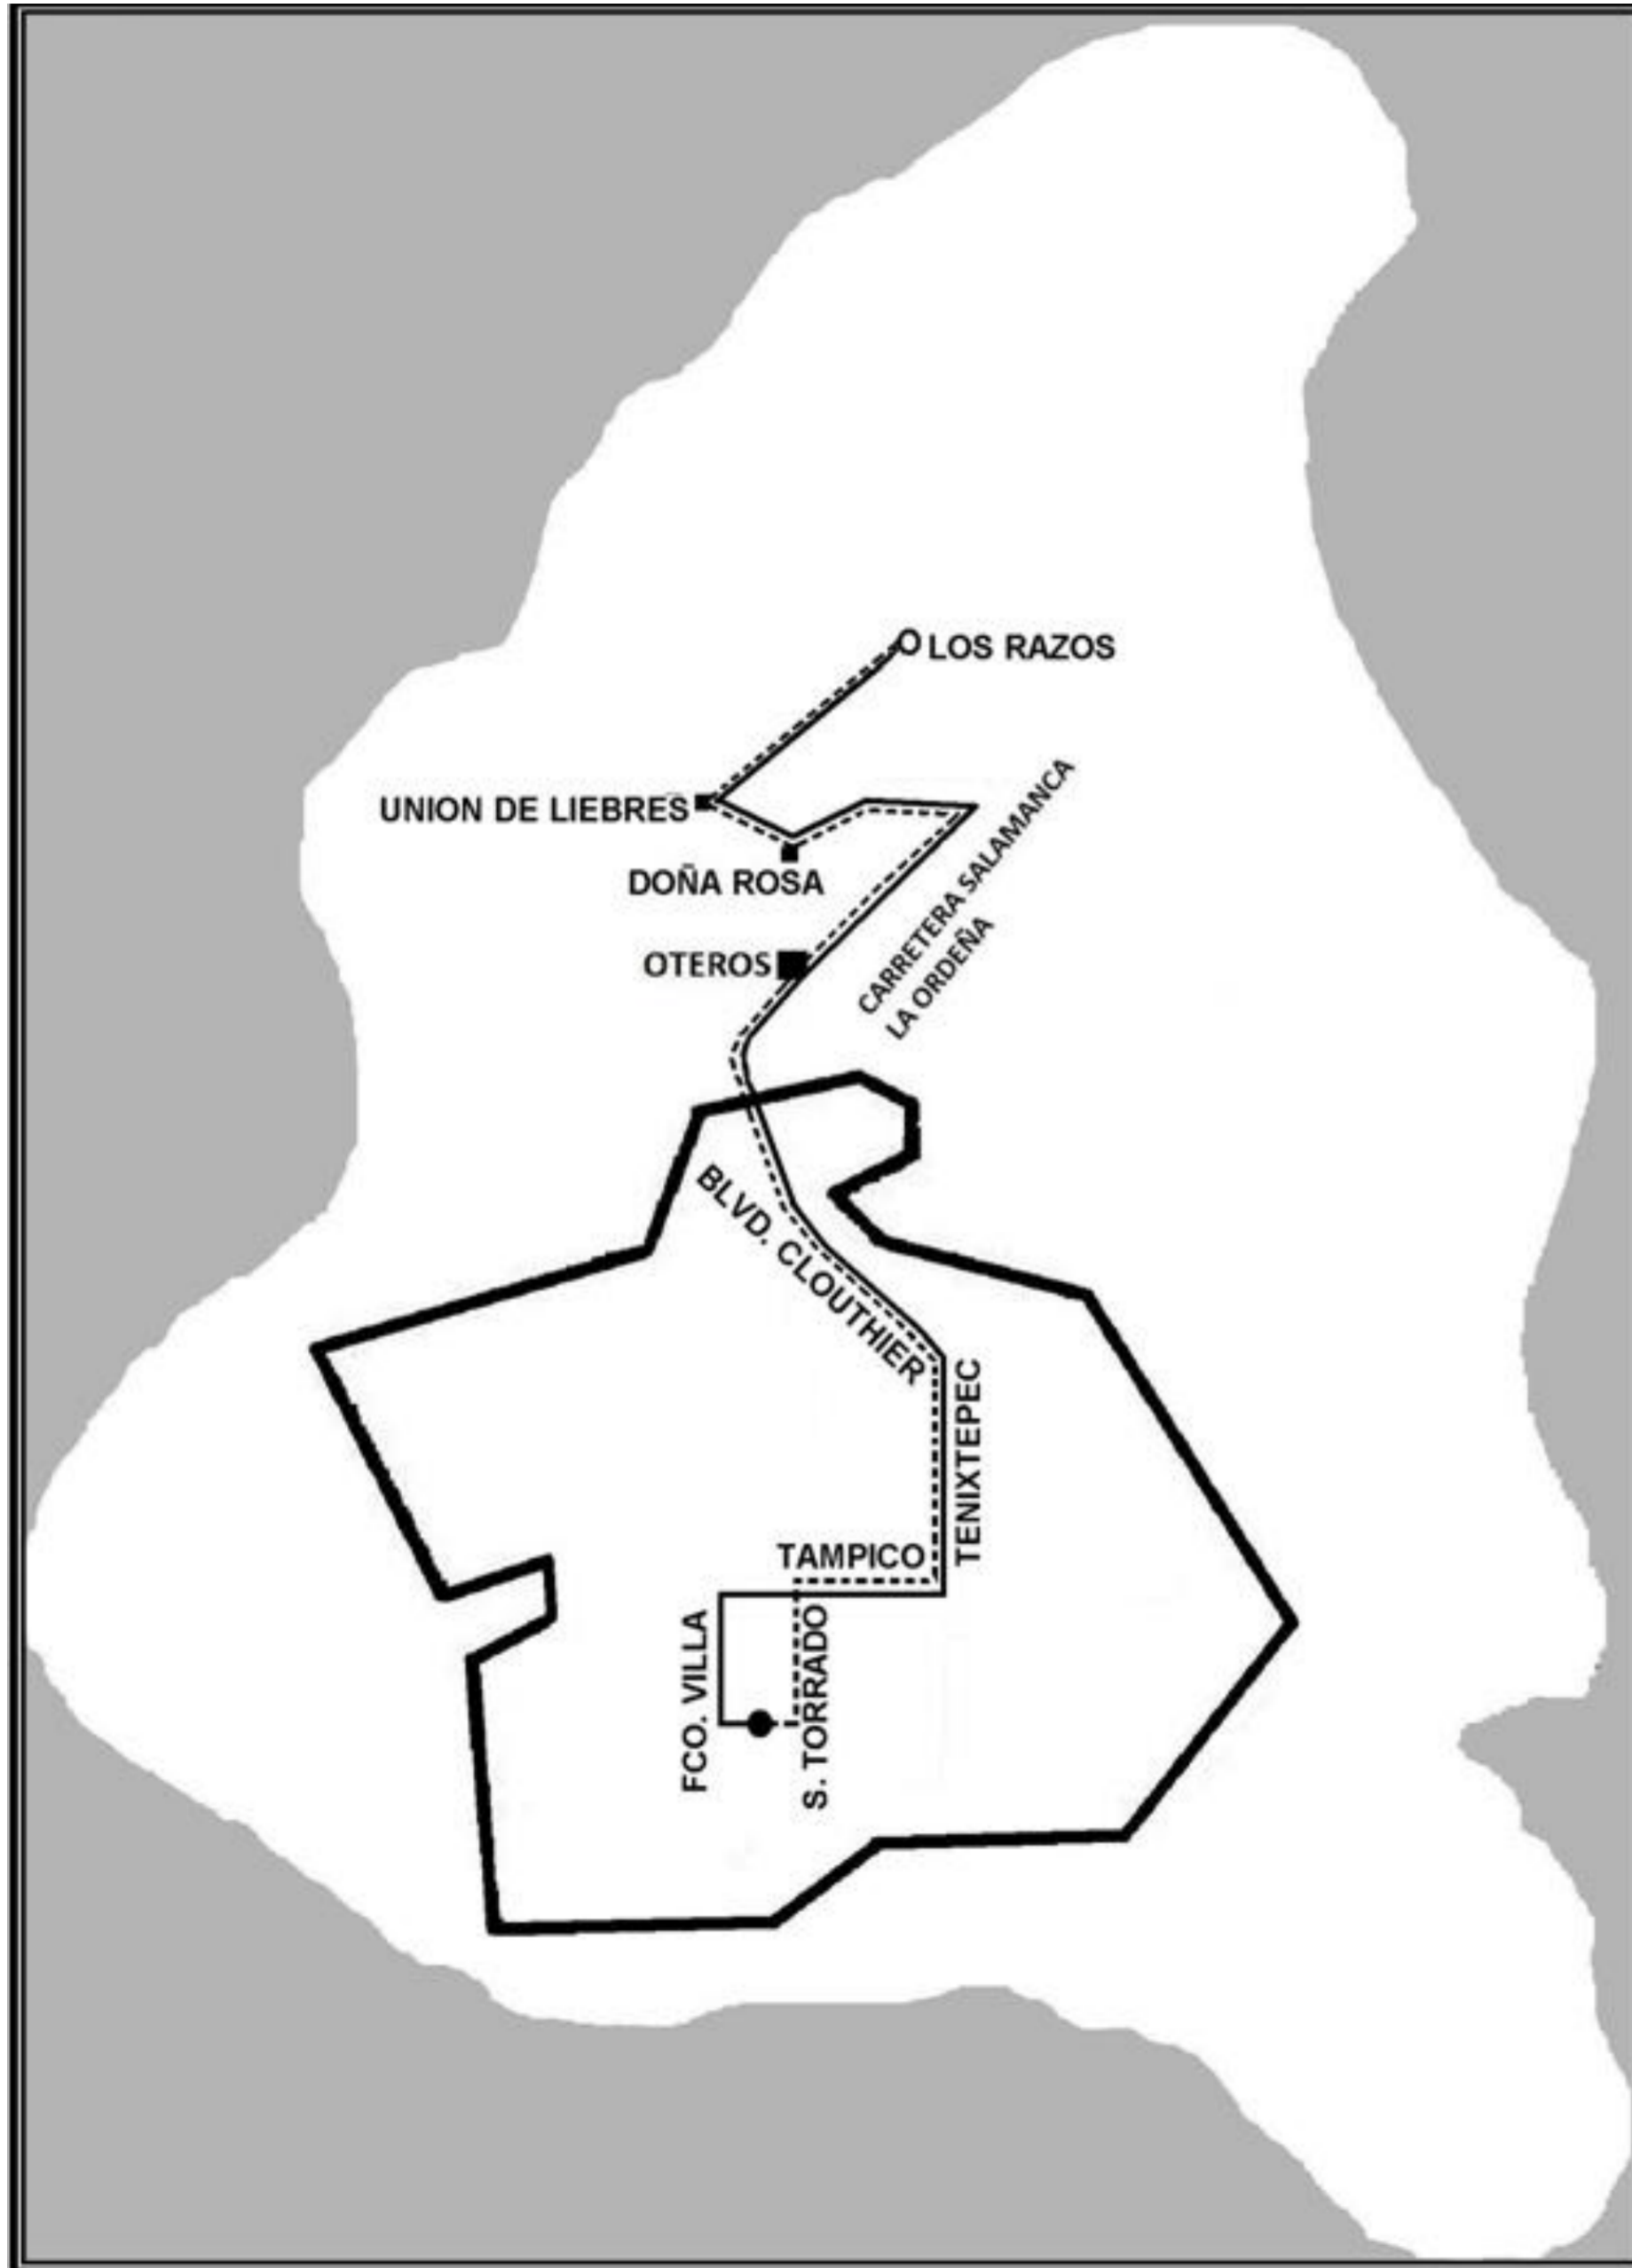 LOS RAZOS
UNION DE LIEBRES
DOÑA ROSA
OTEROS
CARRETERA SALAMANCA
LA ORDEÑA
BLVD. CLOUTHIER
TENIXTEPEC
TAMPICO
FCO. VILLA
S. TORRADO